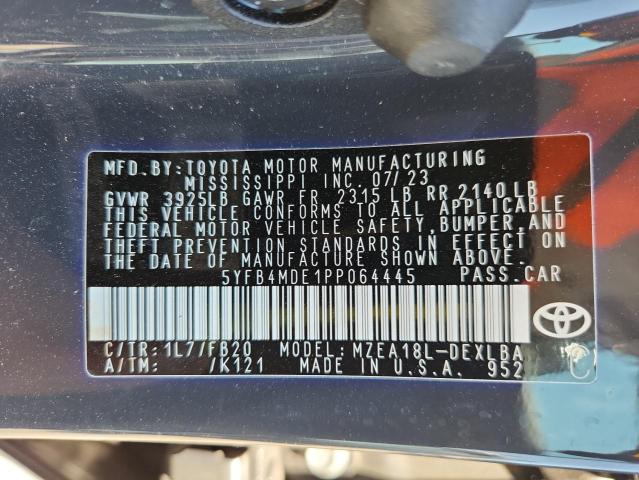 MFD. BY: TOYOTA MOTOR MANUFACTURING
MISSISSIPPI INC. 07/23
GVWR 3925LB GAWR FR 2315 LB RR 2140 LB
THIS VEHICLE CONFORMS TO ALL APPLICABLE
FEDERAL MOTOR VEHICLE SAFETY, BUMPER, AND
THEFT PREVENTION STANDARDS IN EFFECT ON
THE DATE OF MANUFACTURE SHOWN ABOVE.
5YFB4MDE1PP064445 PASS. CAR
C/TR: 1L7/FB20 MODEL: MZEA18L-DEXLBA
A/TM: /K121 MADE IN U.S.A. 952